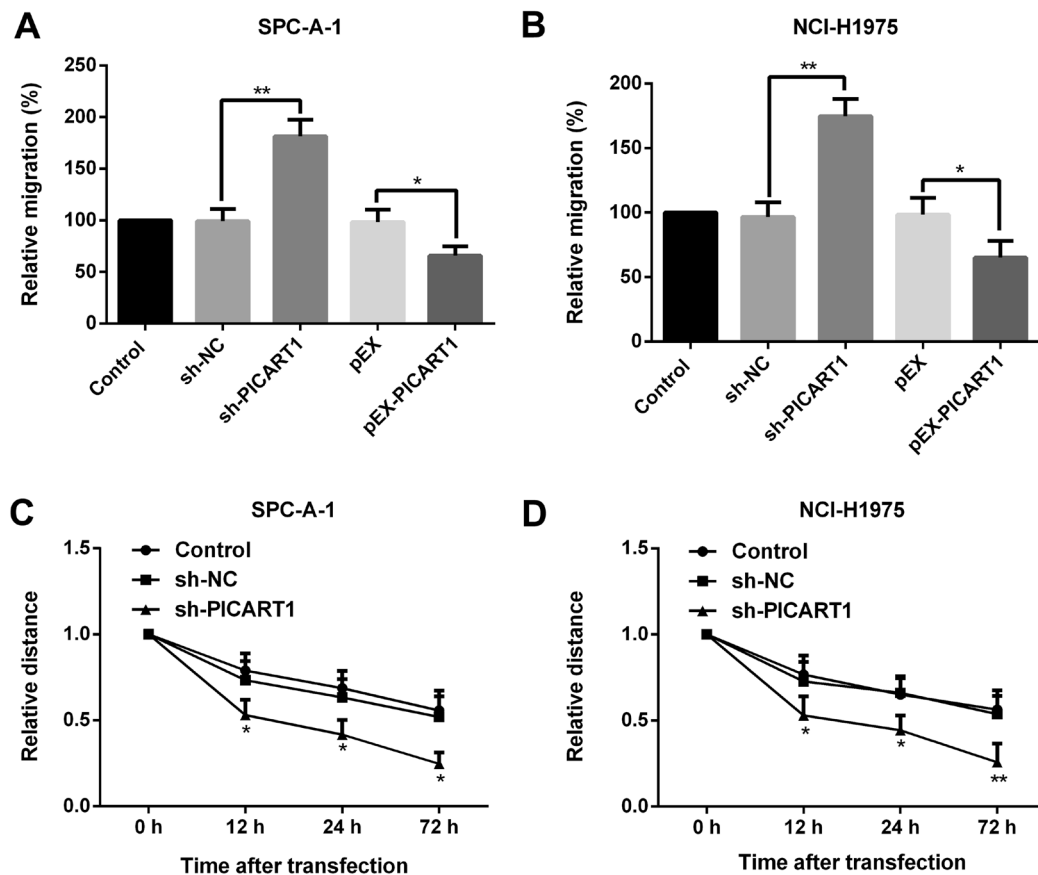 A
SPC-A-1
Relative migration (%)
250
200
150
100
50
0
**
*
Control
sh-NC
sh-PICART1
pEX
pEX-PICART1
B
NCI-H1975
Relative migration (%)
200
150
100
50
0
**
*
Control
sh-NC
sh-PICART1
pEX
pEX-PICART1
C
SPC-A-1
Relative distance
1.5
1.0
0.5
0.0
Control
sh-NC
sh-PICART1
*
*
*
0 h
12 h
24 h
72 h
Time after transfection
D
NCI-H1975
Relative distance
1.5
1.0
0.5
0.0
Control
sh-NC
sh-PICART1
*
*
**
0 h
12 h
24 h
72 h
Time after transfection